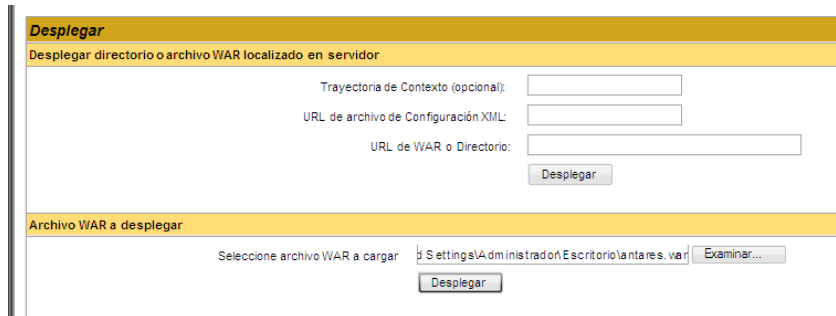 Desplegar
Desplegar directorio o archivo WAR localizado en servidor
Trayectoria de Contexto (opcional):
URL de archivo de Configuración XML:
URL de WAR o Directorio:
Desplegar
Archivo WAR a desplegar
Seleccione archivo WAR a cargar d Settings\Administrador\Escritorio\antares.war Examinar...
Desplegar